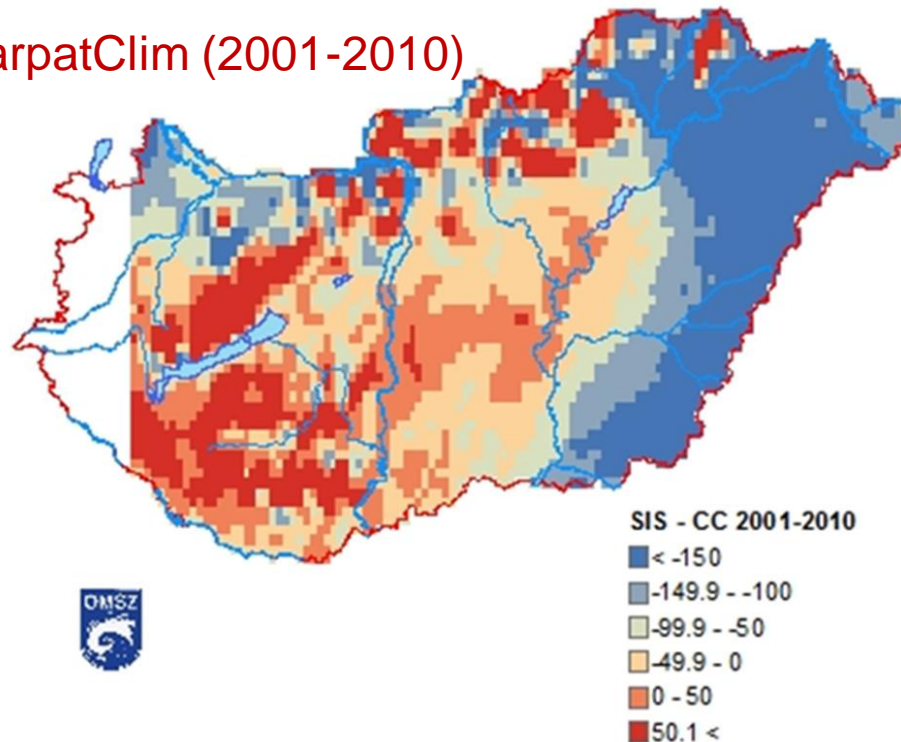 arpatClim (2001-2010)
OMSZ
SIS - CC 2001-2010
< -150
-149.9 - -100
-99.9 - -50
-49.9 - 0
0 - 50
50.1 <